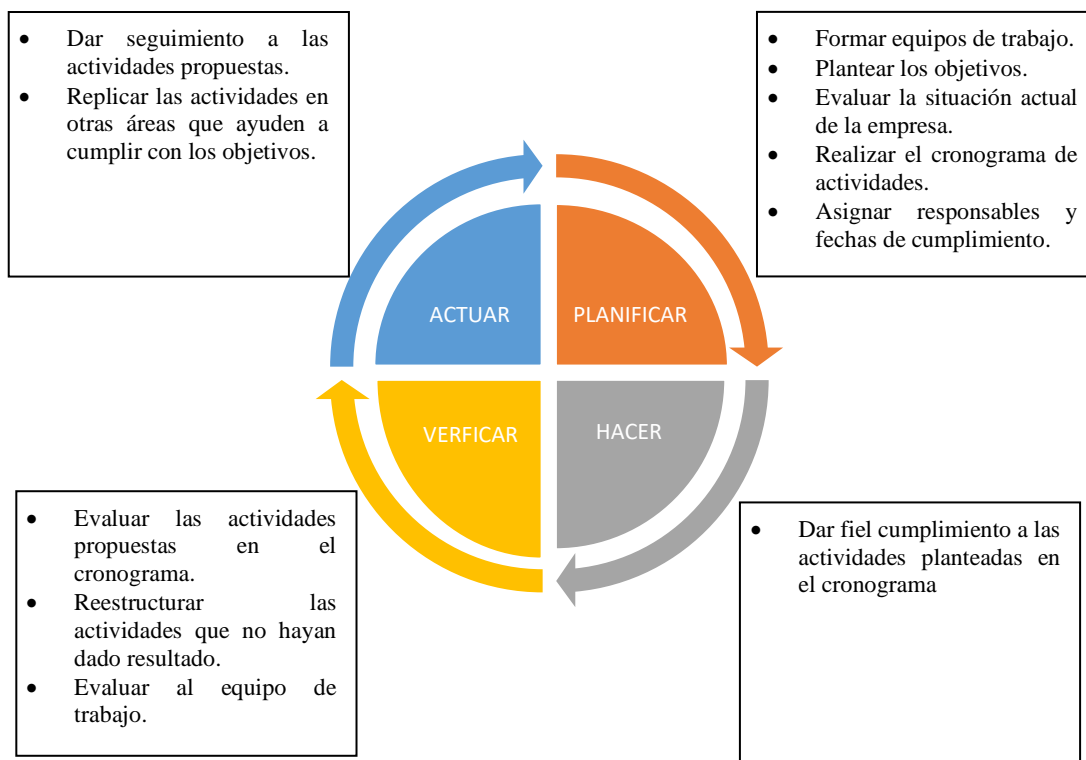 • Dar seguimiento a las
actividades propuestas.
• Replicar las actividades en
otras áreas que ayuden a
cumplir con los objetivos.
• Formar equipos de trabajo.
• Plantear los objetivos.
• Evaluar la situación actual
de la empresa.
• Realizar el cronograma de
actividades.
• Asignar responsables y
fechas de cumplimiento.
ACTUAR
PLANIFICAR
VERFICAR
HACER
• Evaluar las actividades
propuestas en el
cronograma.
• Reestructurar las
actividades que no hayan
dado resultado.
• Evaluar al equipo de
trabajo.
• Dar fiel cumplimiento a las
actividades planteadas en
el cronograma